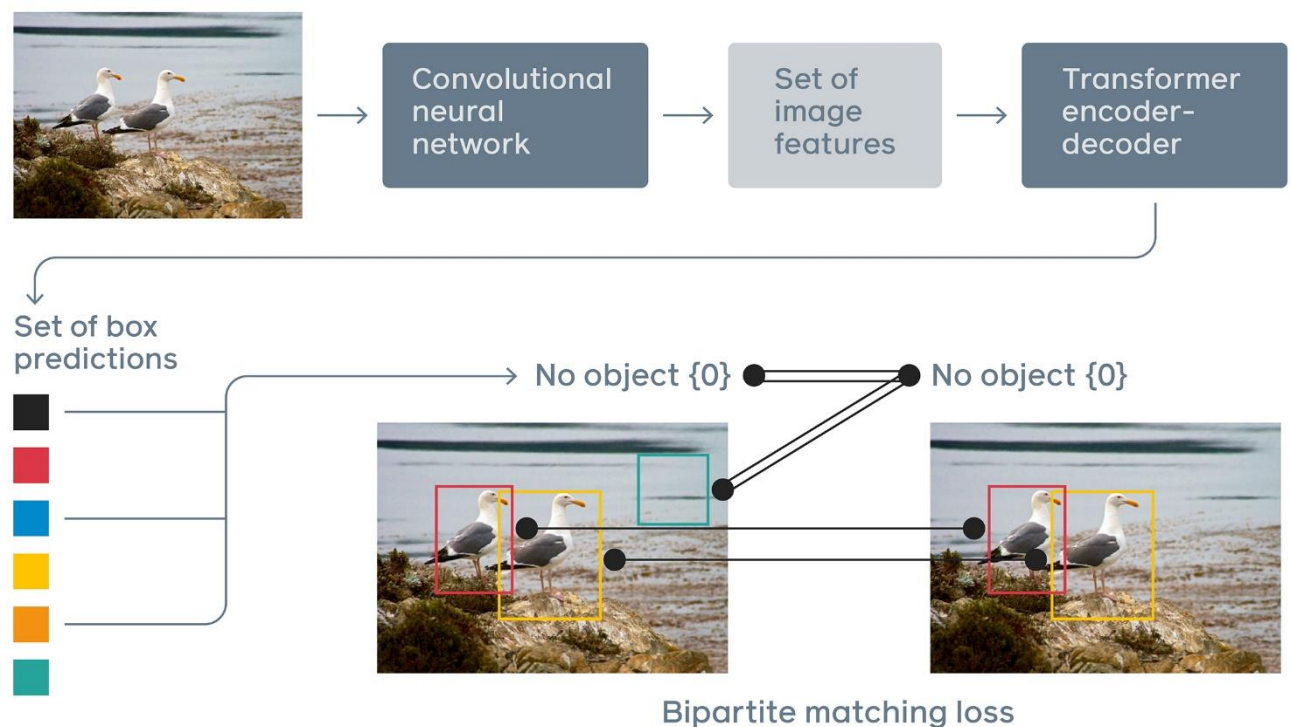 Convolutional
neural
network
Set of
image
features
Transformer
encoder-
decoder
Set of box
predictions
No object {0}
No object {0}
Bipartite matching loss